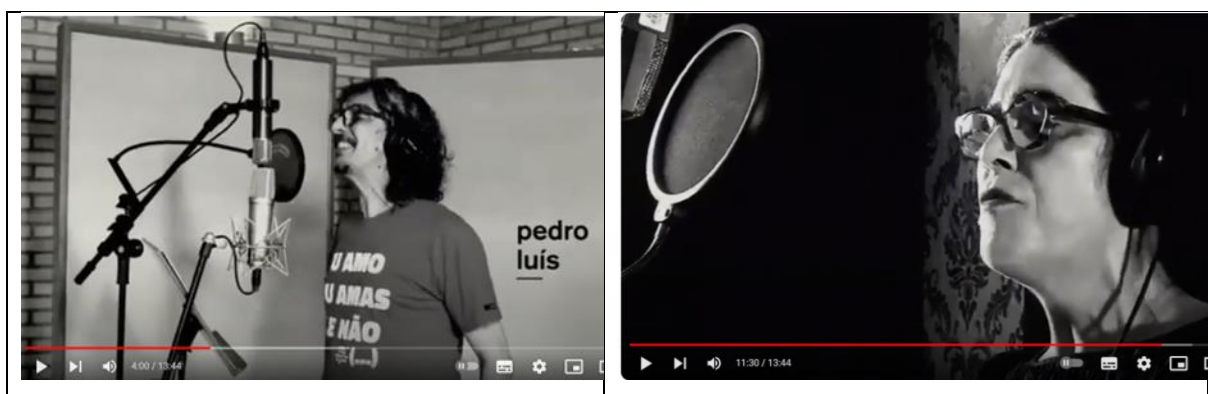 pedro
luís
U AMO
U AMAS
E NÃO
4:00 / 13:44
11:30 / 13:44